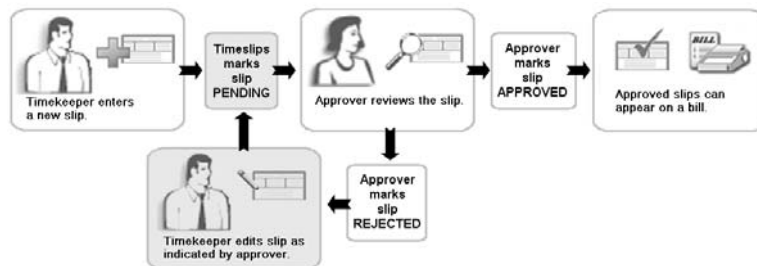 Timekeeper enters
a new slip.
Timeslips
marks
slip
PENDING
Approver reviews the slip.
Approver
marks
slip
APPROVED
BILL
Approved slips can
appear on a bill.
Approver
marks
slip
REJECTED
Timekeeper edits slip as
indicated by approver.